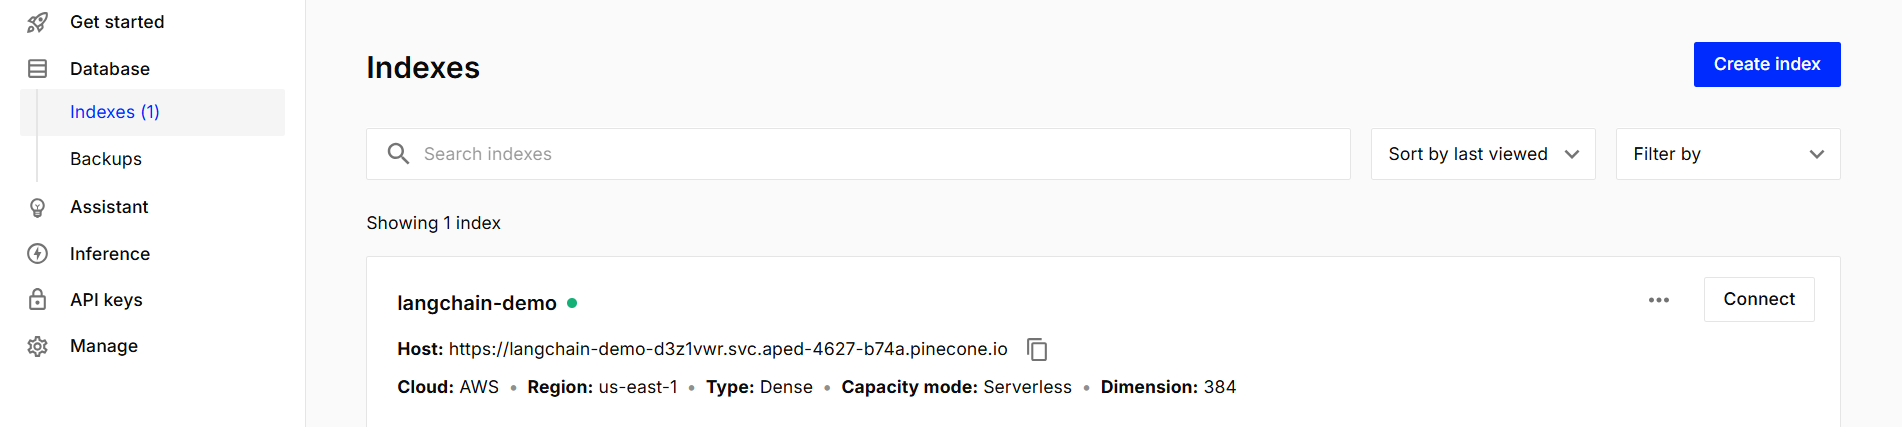 Get started
Database
Indexes (1)
Backups
Assistant
Inference
API keys
Manage
Indexes
Create index
Search indexes
Sort by last viewed
Filter by
Showing 1 index
langchain-demo
Connect
Host: https://langchain-demo-d3z1vwr.svc.aped-4627-b74a.pinecone.io
Cloud: AWS • Region: us-east-1 • Type: Dense • Capacity mode: Serverless • Dimension: 384